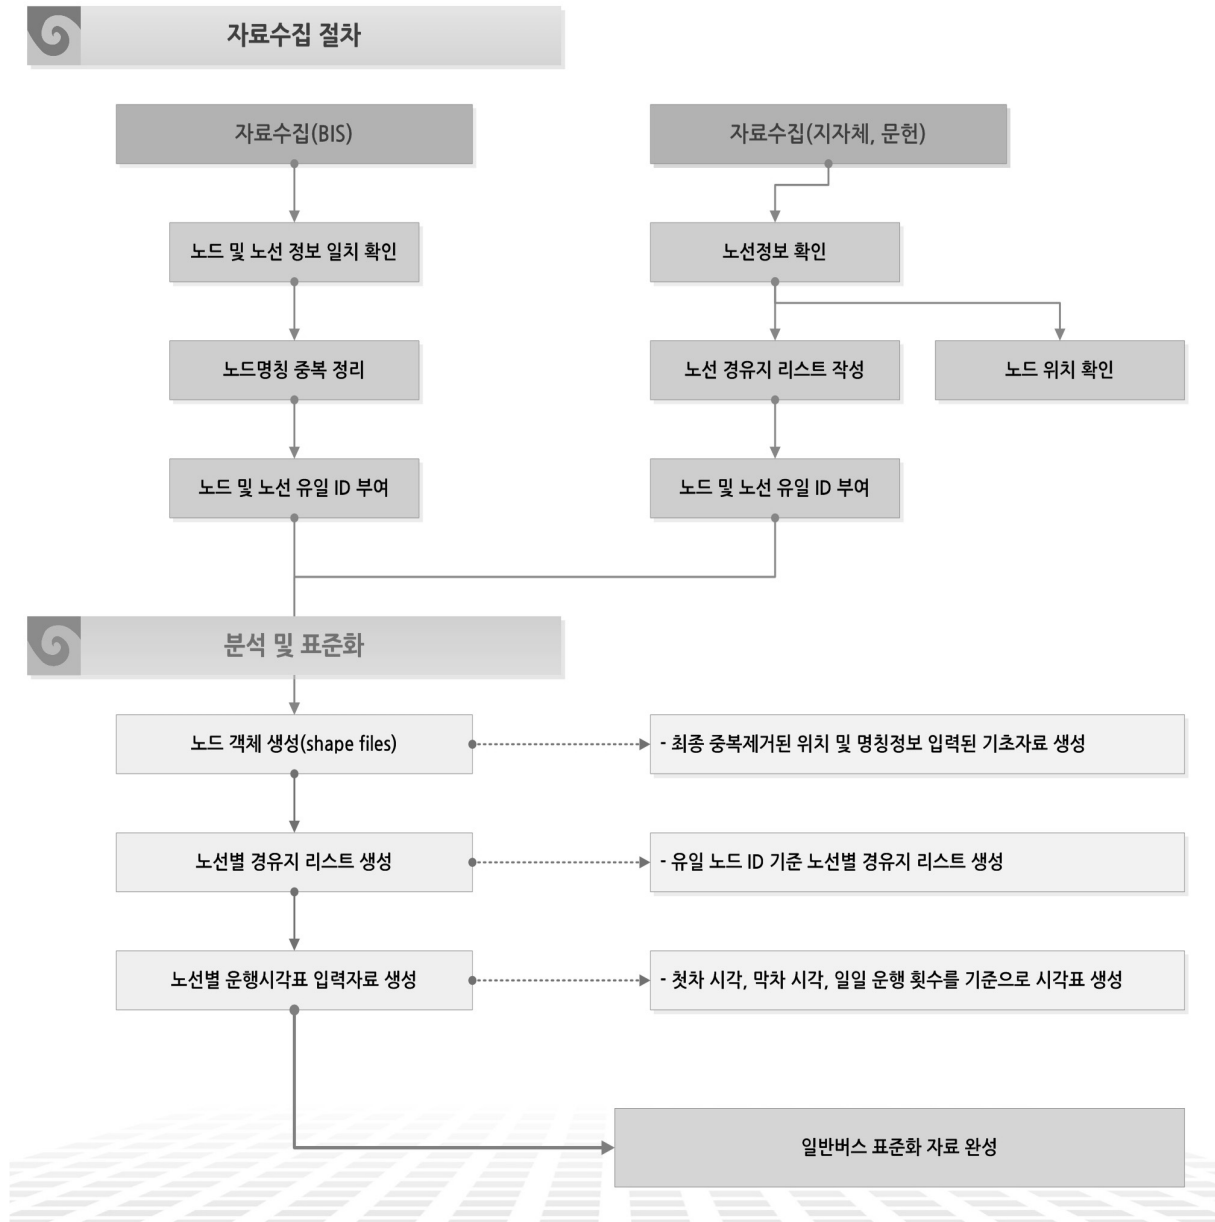 자료수집 절차
자료수집(BIS)
자료수집(지자체, 문헌)
노드 및 노선 정보 일치 확인
노선정보 확인
노드명칭 중복 정리
노선 경유지 리스트 작성
노드 위치 확인
노드 및 노선 유일 ID 부여
노드 및 노선 유일 ID 부여
분석 및 표준화
노드 객체 생성(shape files)
- 최종 중복제거된 위치 및 명칭정보 입력된 기초자료 생성
노선별 경유지 리스트 생성
- 유일 노드 ID 기준 노선별 경유지 리스트 생성
노선별 운행시각표 입력자료 생성
- 첫차 시각, 막차 시각, 일일 운행 횟수를 기준으로 시각표 생성
일반버스 표준화 자료 완성